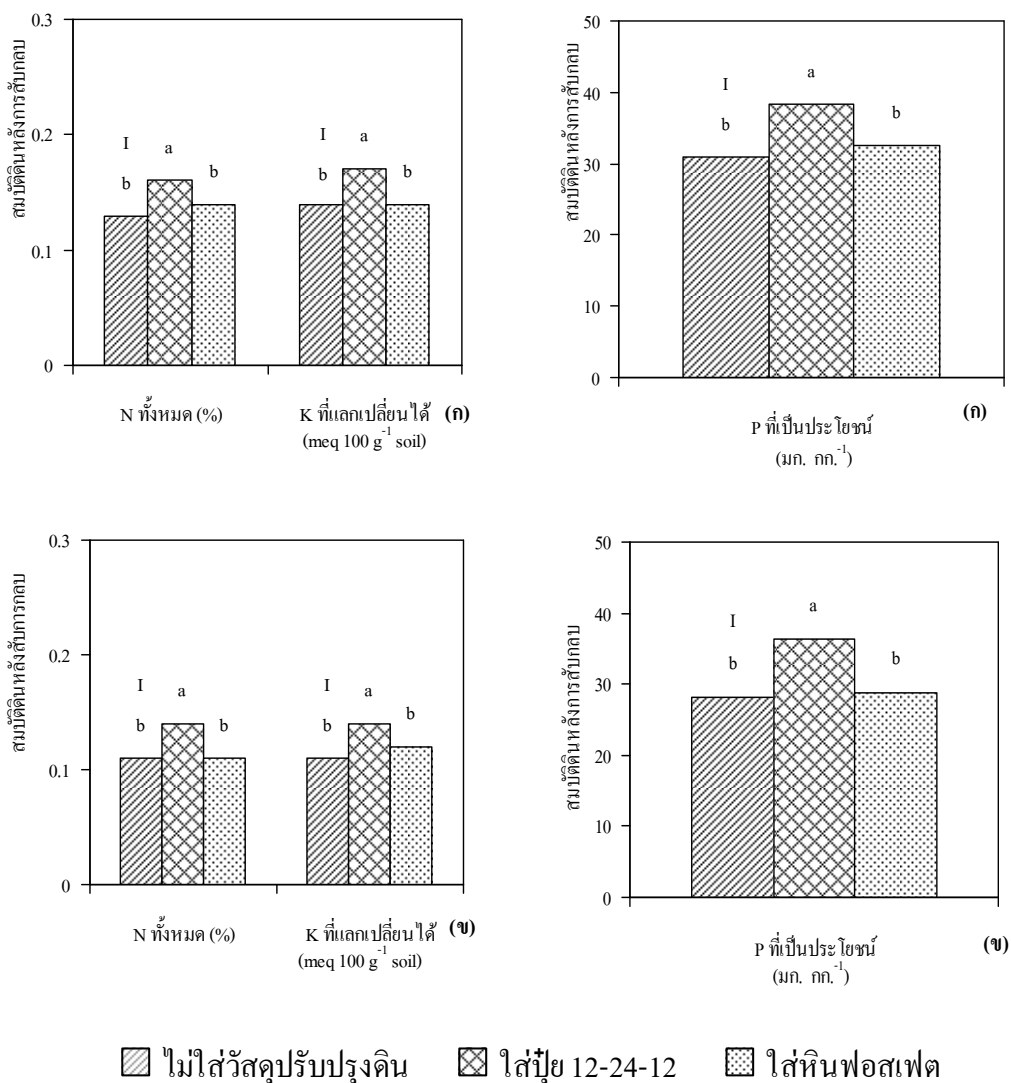 สมบัติดินหลังการสับกลบ
0.3
0.2
0.1
0
I
b
a
b
I
b
a
b
N ทั้งหมด (%)
K ที่แลกเปลี่ยนได้
(meq 100 g-1 soil)
(ก)
สมบัติดินหลังการสับกลบ
50
40
30
20
10
0
I
b
a
b
P ที่เป็นประโยชน์
(มก. กก.-1)
(ก)
สมบัติดินหลังสับการกลบ
0.3
0.2
0.1
0
I
b
a
b
I
b
a
b
N ทั้งหมด (%)
K ที่แลกเปลี่ยนได้
(meq 100 g-1 soil)
(ข)
สมบัติดินหลังการสับกลบ
50
40
30
20
10
0
I
b
a
b
P ที่เป็นประโยชน์
(มก. กก.-1)
(ข)
ไม่ใส่วัสดุปรับปรุงดิน ใส่ปุ๋ย 12-24-12 ใส่หินฟอสเฟต